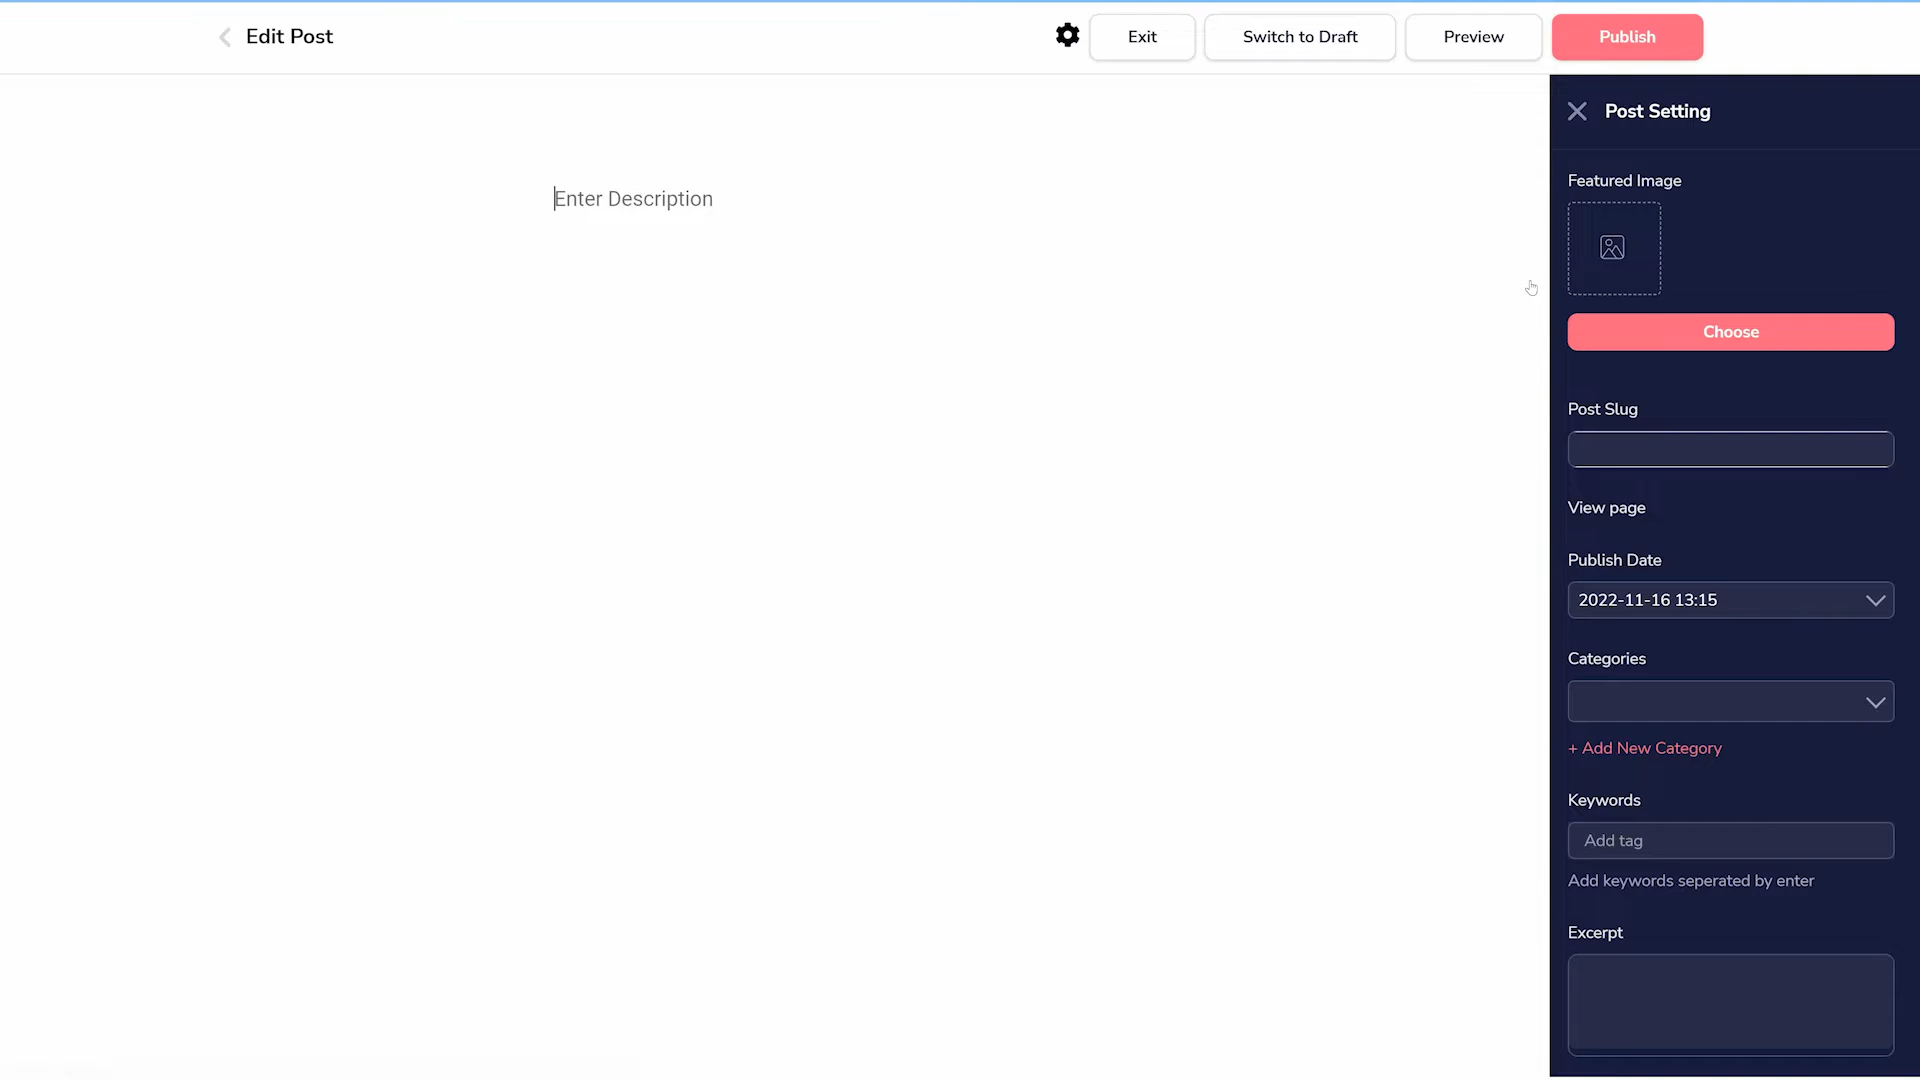 Edit Post
Exit
Switch to Draft
Preview
Publish
Enter Description
Post Setting
Featured Image
Choose
Post Slug
View page
Publish Date
2022-11-16 13:15
Categories
+ Add New Category
Keywords
Add tag
Add keywords seperated by enter
Excerpt